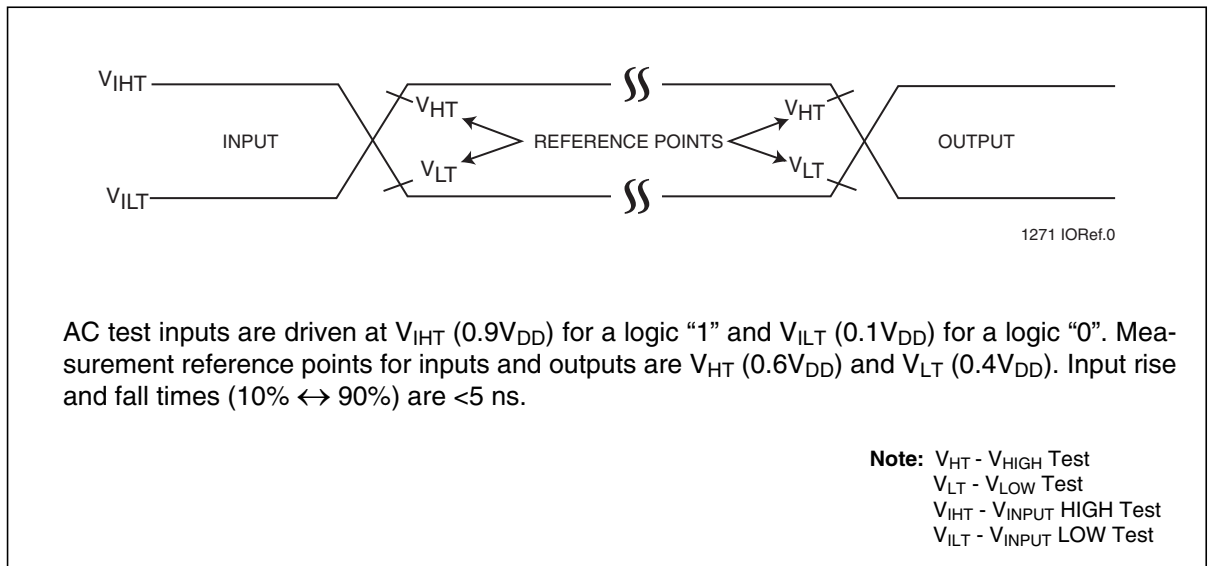 VIHT
VHT
VHT
INPUT
REFERENCE POINTS
OUTPUT
VLT
VLT
VILT
1271 IORef.0
AC test inputs are driven at VIHT (0.9VDD) for a logic “1” and VILT (0.1VDD) for a logic “0”. Mea-
surement reference points for inputs and outputs are VHT (0.6VDD) and VLT (0.4VDD). Input rise
and fall times (10% ↔ 90%) are <5 ns.
Note: VHT - VHIGH Test
VLT - VLOW Test
VIHT - VINPUT HIGH Test
VILT - VINPUT LOW Test